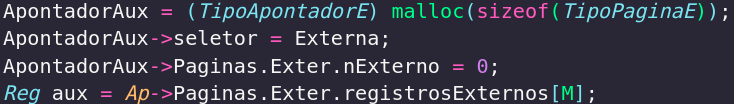 ApontadorAux = (TipoApontadorE) malloc(sizeof(TipoPaginaE));
ApontadorAux->seletor = Externa;
ApontadorAux->Paginas.Exter.nExterno = 0;
Reg aux = Ap->Paginas.Exter.registrosExternos[M];